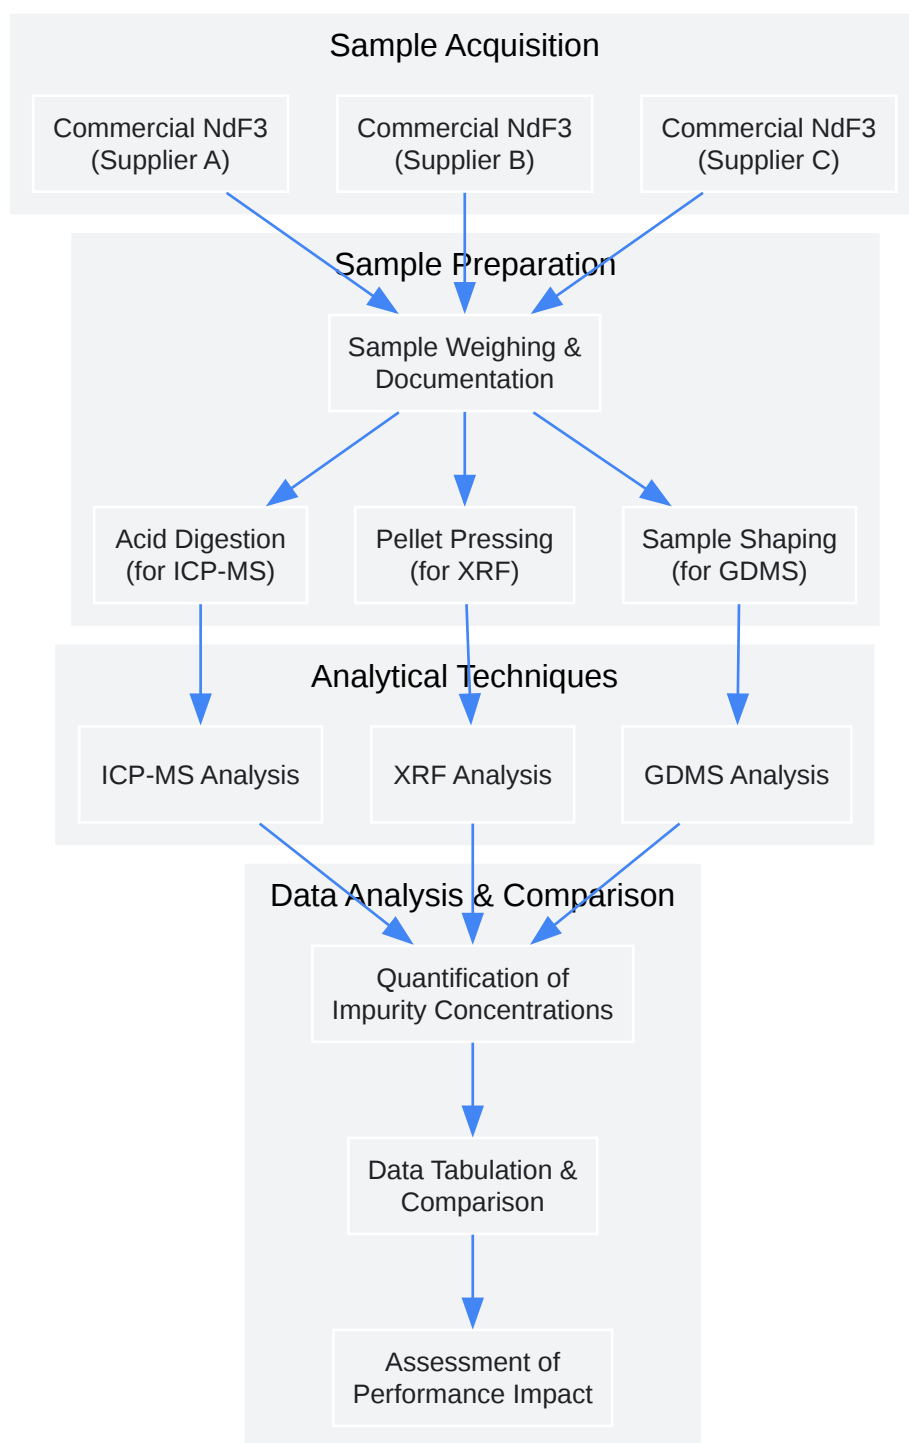 Sample Acquisition
Commercial NdF3
(Supplier A)
Commercial NdF3
(Supplier B)
Commercial NdF3
(Supplier C)
Sample Preparation
Sample Weighing &
Documentation
Acid Digestion
(for ICP-MS)
Pellet Pressing
(for XRF)
Sample Shaping
(for GDMS)
Analytical Techniques
ICP-MS Analysis
XRF Analysis
GDMS Analysis
Data Analysis & Comparison
Quantification of
Impurity Concentrations
Data Tabulation &
Comparison
Assessment of
Performance Impact